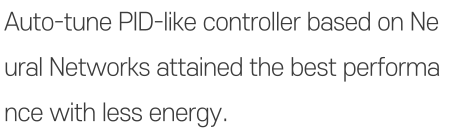 Auto-tune PID-like controller based on Ne
ural Networks attained the best performa
nce with less energy.